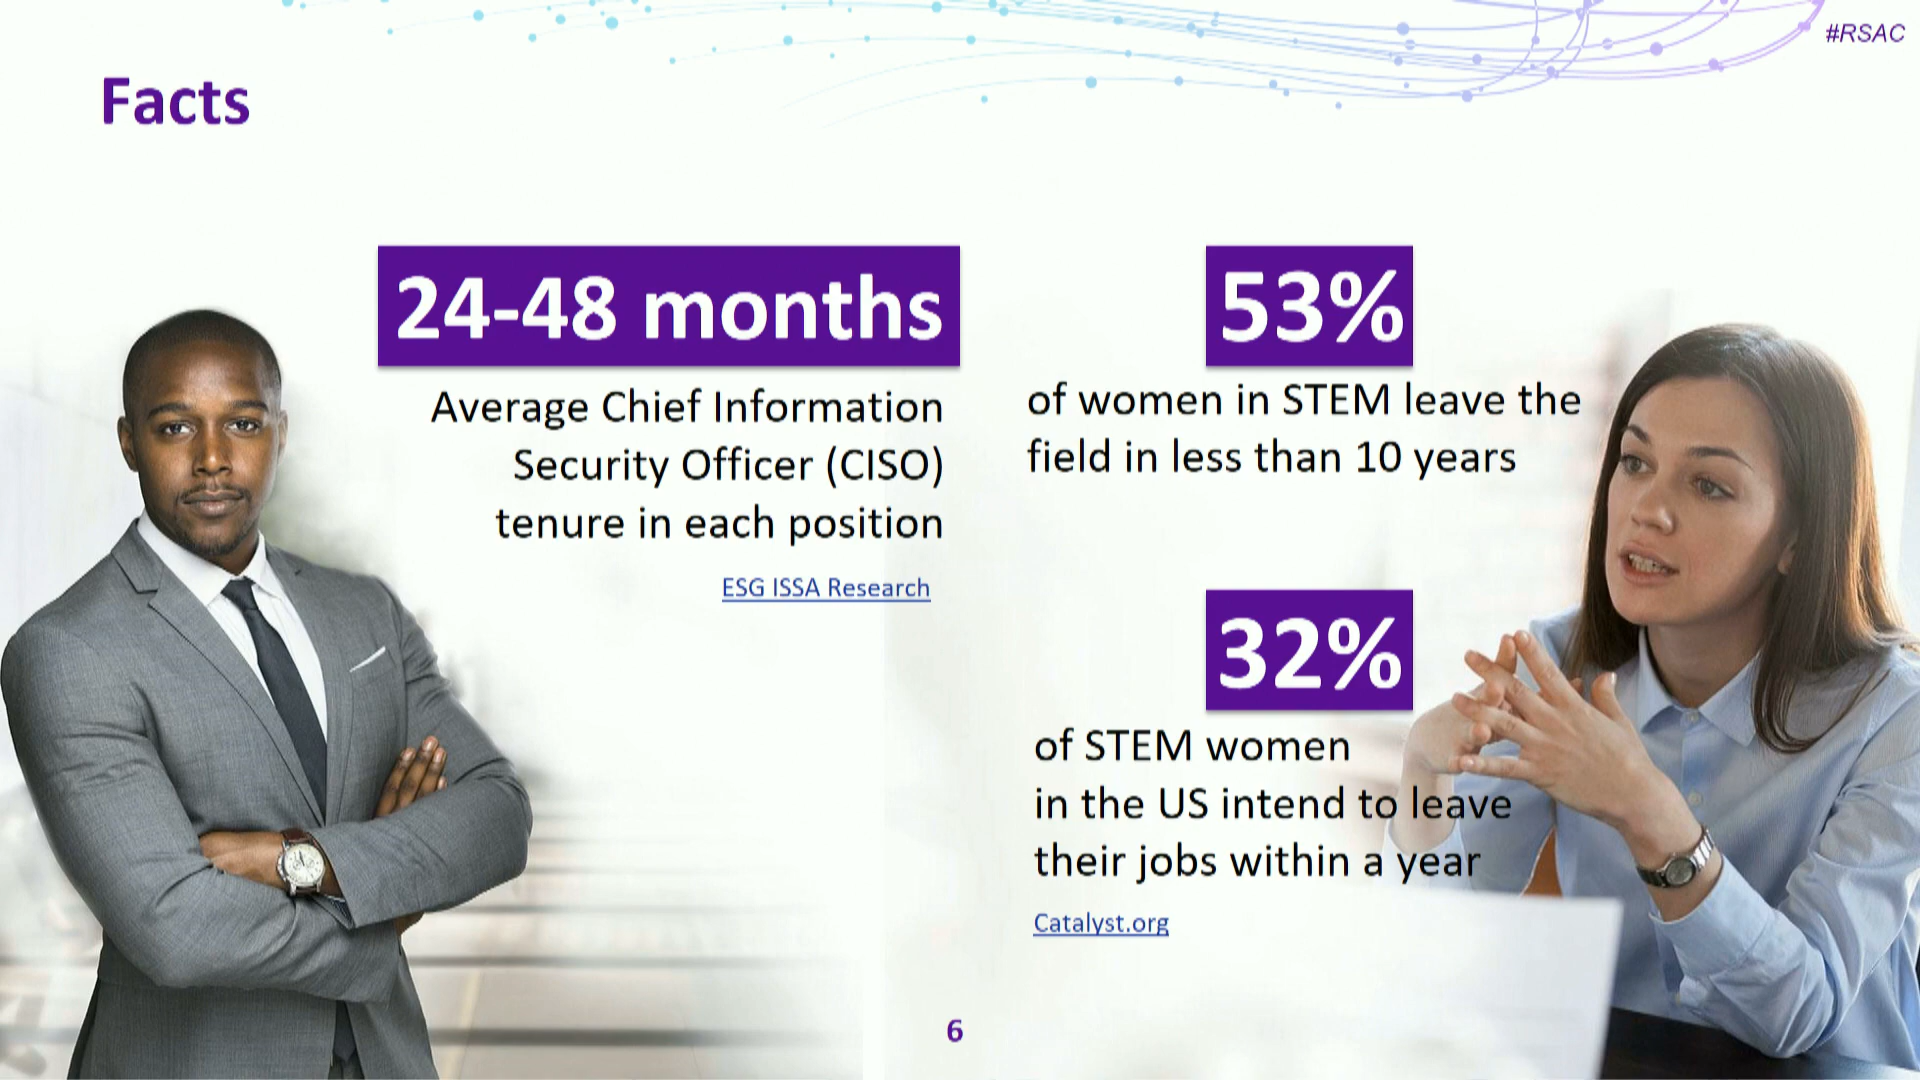 #RSAC
Facts
24-48 months
Average Chief Information
Security Officer (CISO)
tenure in each position
ESG ISSA Research
53%
of women in STEM leave the
field in less than 10 years
32%
of STEM women
in the US intend to leave
their jobs within a year
Catalyst.org
6